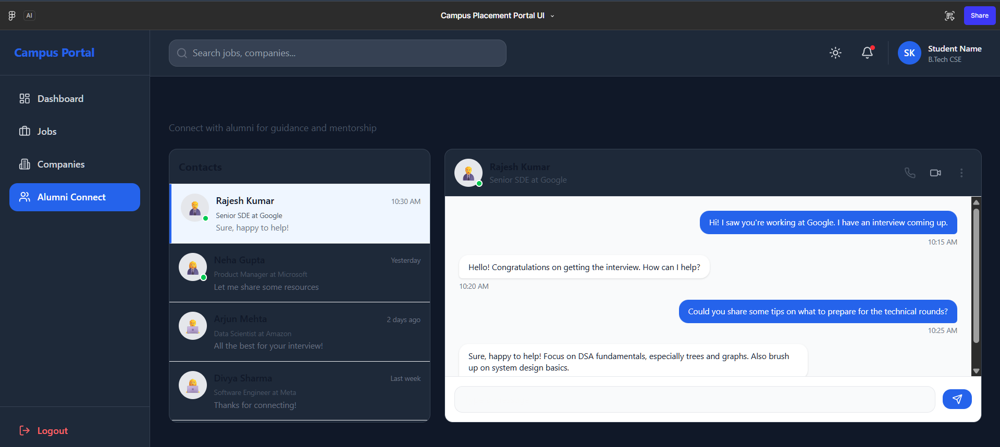 AI
Campus Placement Portal UI
Share
Campus Portal
Search jobs, companies...
SK
Student Name
B.Tech CSE
Dashboard
Jobs
Companies
Alumni Connect
Logout
Connect with alumni for guidance and mentorship
Contacts
Rajesh Kumar
10:30 AM
Senior SDE at Google
Sure, happy to help!
Neha Gupta
Yesterday
Product Manager at Microsoft
Let me share some resources
Arjun Mehta
2 days ago
Data Scientist at Amazon
All the best for your interview!
Divya Sharma
Last week
Software Engineer at Meta
Thanks for connecting!
Rajesh Kumar
Senior SDE at Google
Hi! I saw you're working at Google. I have an interview coming up.
10:15 AM
Hello! Congratulations on getting the interview. How can I help?
10:20 AM
Could you share some tips on what to prepare for the technical rounds?
10:25 AM
Sure, happy to help! Focus on DSA fundamentals, especially trees and graphs. Also brush
up on system design basics.